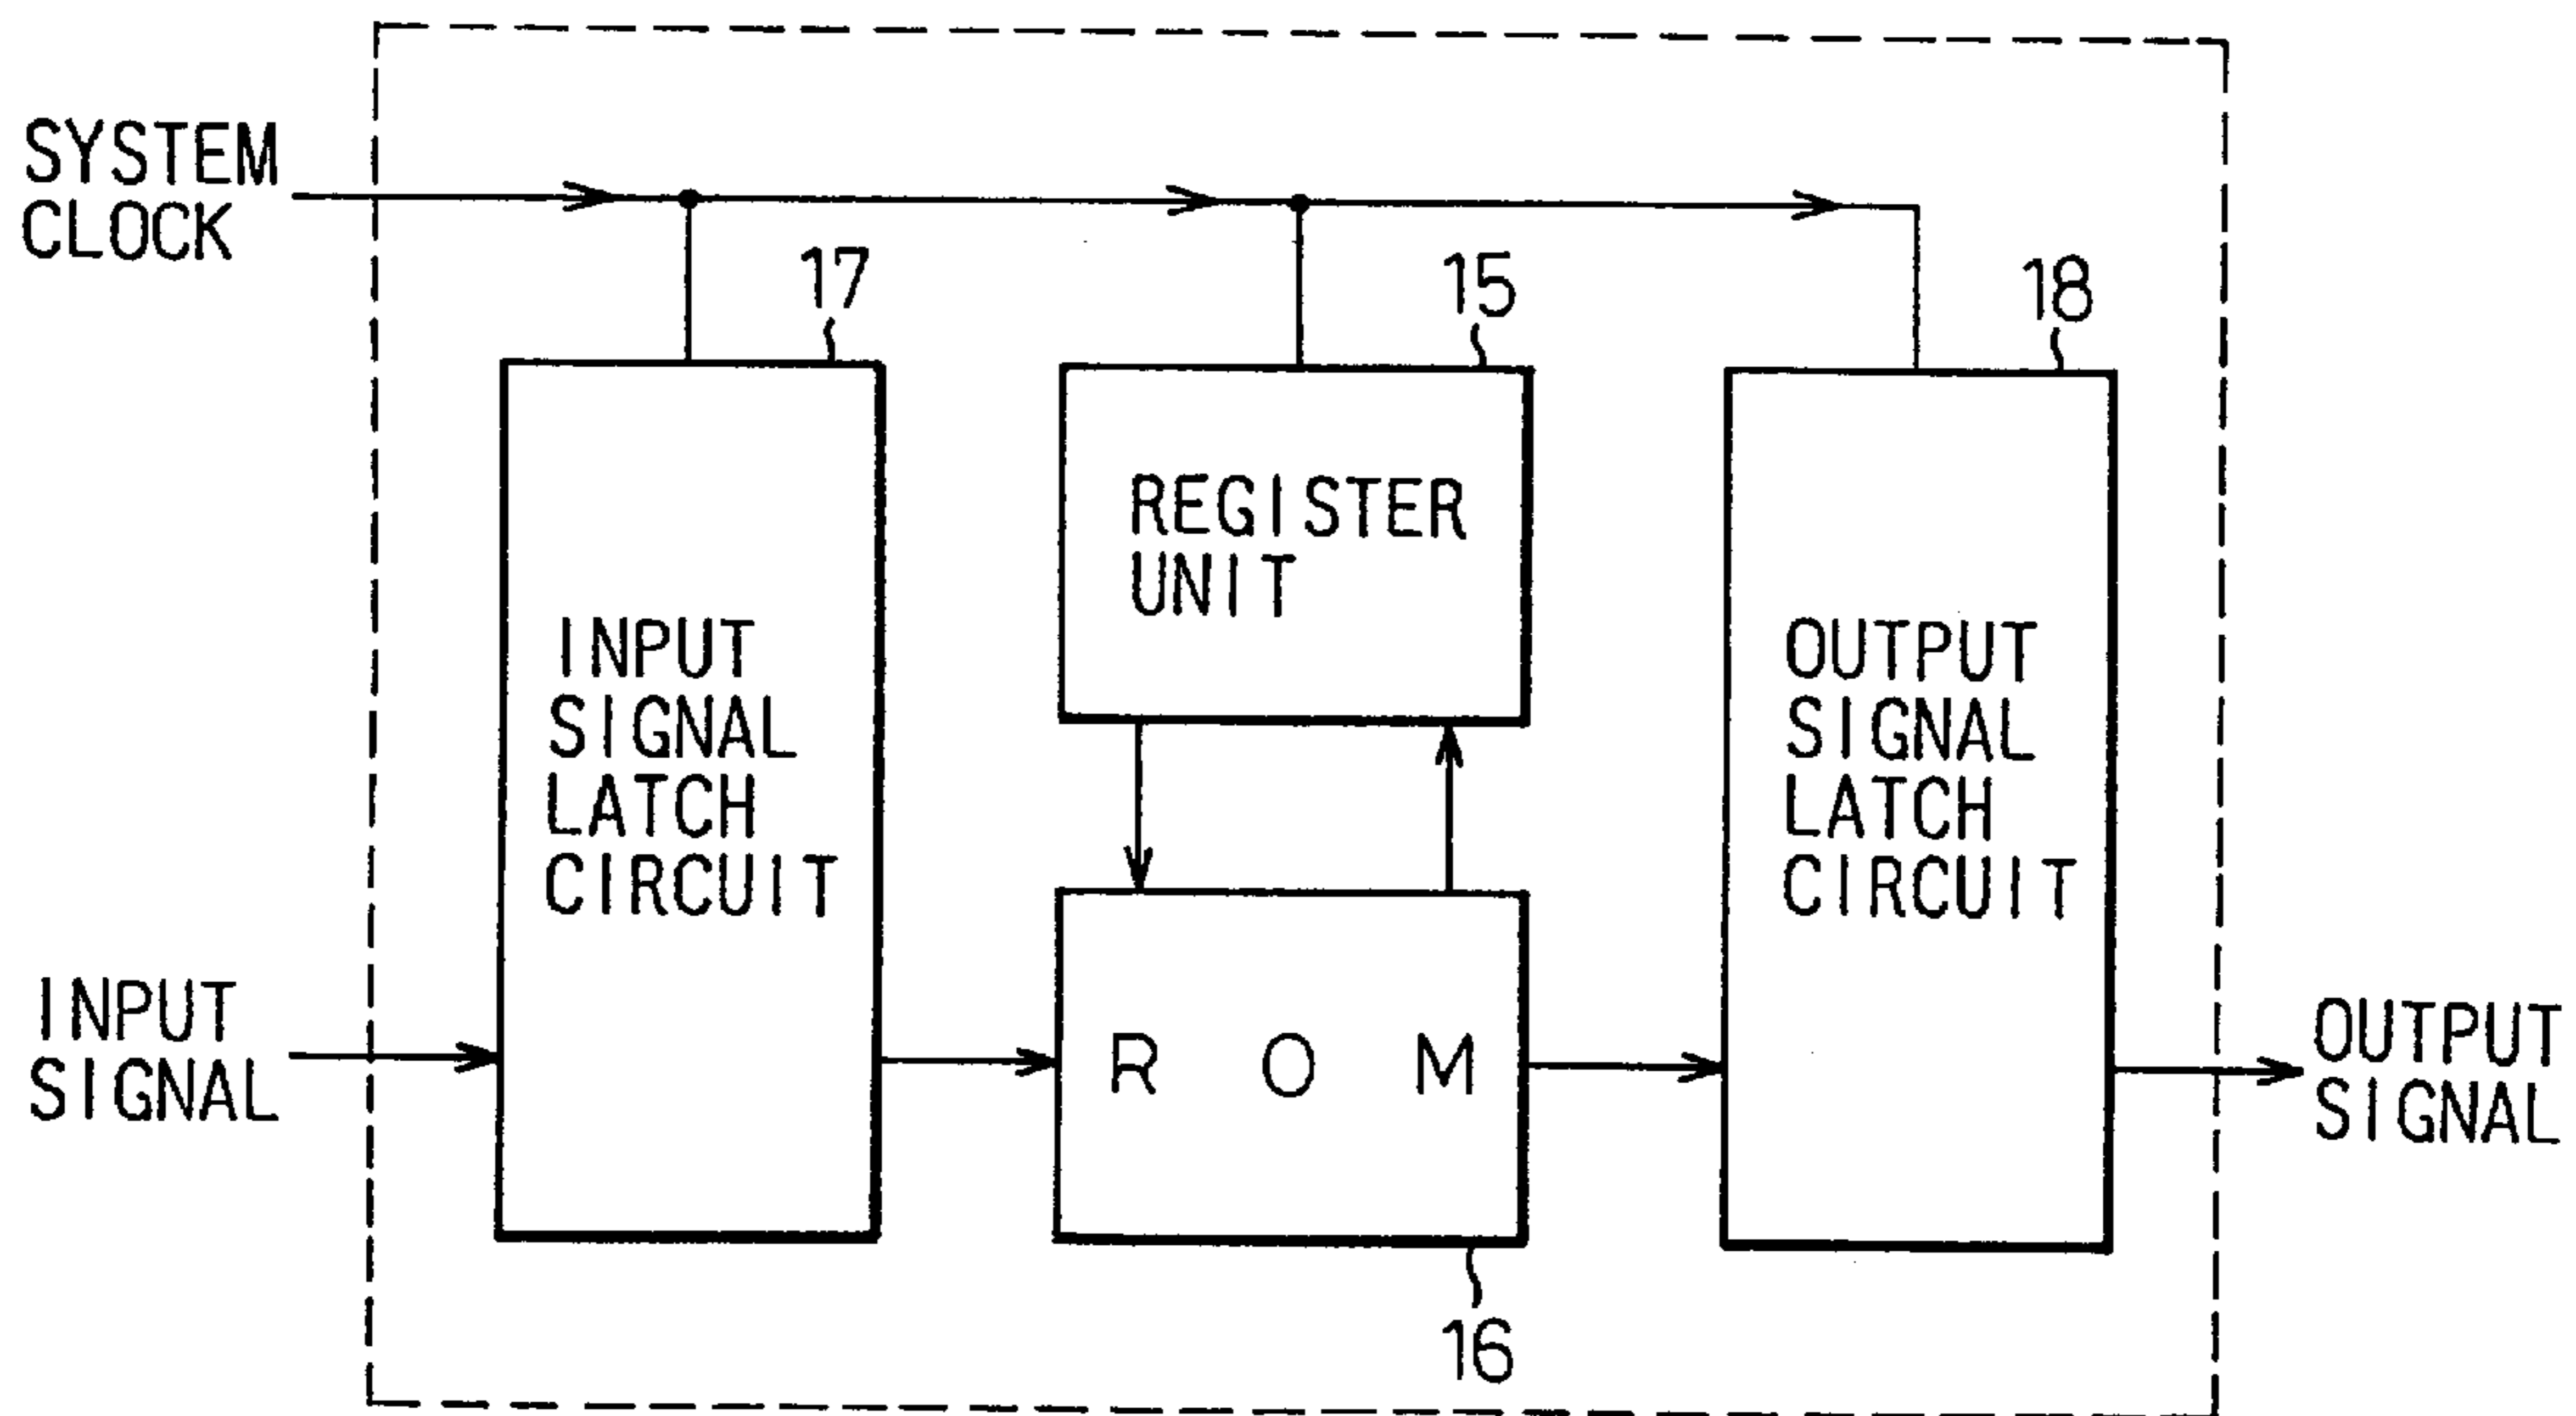 SYSTEM
CLOCK
17
15
18
REGISTER
UNIT
INPUT
SIGNAL
LATCH
CIRCUIT
OUTPUT
SIGNAL
LATCH
CIRCUIT
INPUT
SIGNAL
R O M
OUTPUT
SIGNAL
16